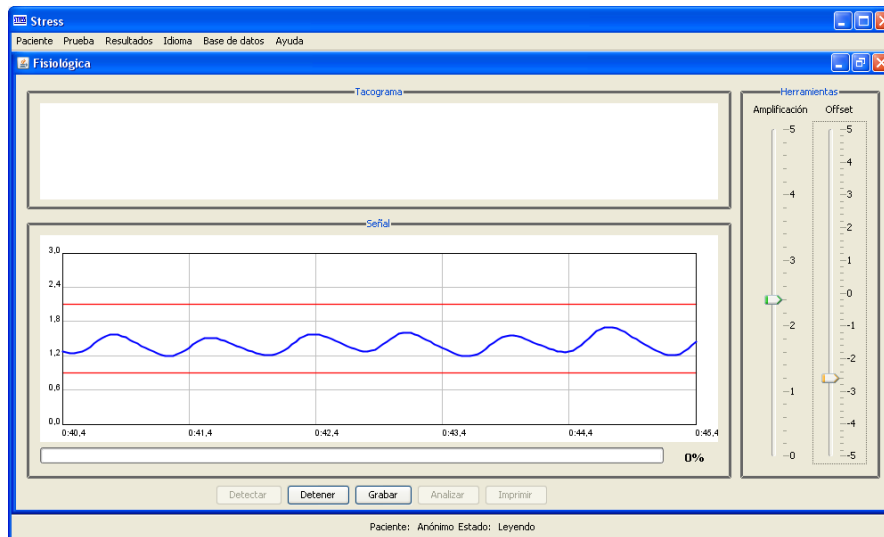 Stress
Paciente Prueba Resultados Idioma Base de datos Ayuda
Fisiológica
Tacograma
Herramientas
Amplificación Offset
5 5
4
4 3
2
3 1
0
2 -1
-2
1 -3
-4
0 -5
Señal
3,0
2,4
1,8
1,2
0,6
0,0
0:40,4 0:41,4 0:42,4 0:43,4 0:44,4 0:45,4
0%
Detectar Detener Grabar Analizar Imprimir
Paciente: Anónimo Estado: Leyendo